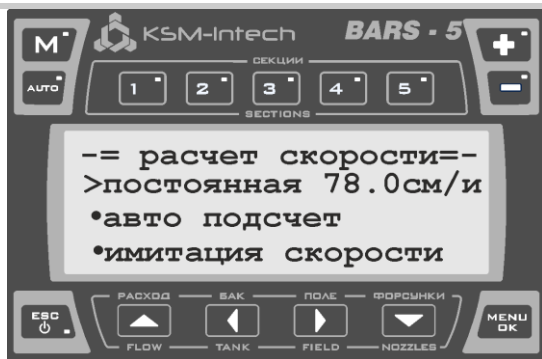 M
KSM-Intech
BARS - 5
+
AUTO
СЕКЦИИ
-
1 2 3 4 5
SECTIONS
-= расчет скорости=-
>постоянная 78.0см/и
•авто подсчет
•имитация скорости
ESC
РАСХОД БАК ПОЛЕ ФОРСУНКИ
MENU
OK
FLOW TANK FIELD NOZZLES